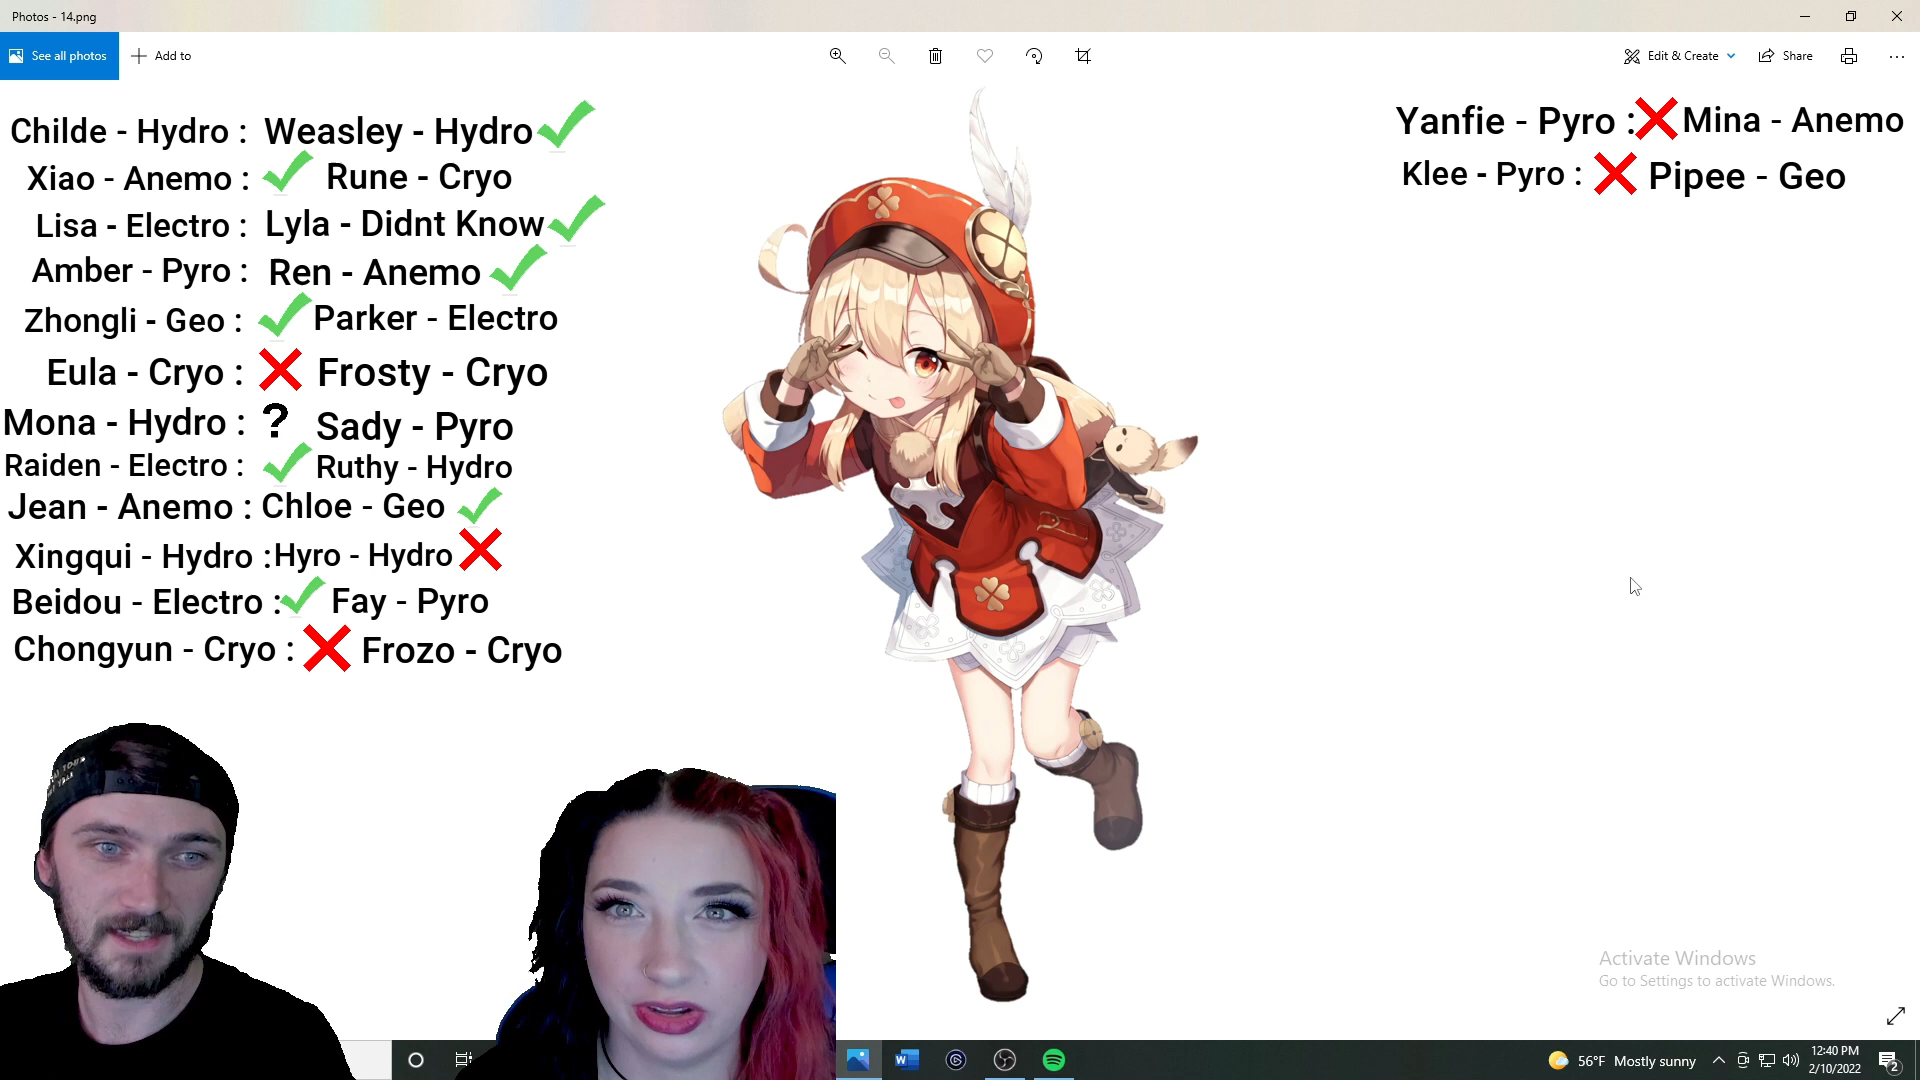 Photos - 14.png
See all photos
Add to
Edit & Create
Share
Childe - Hydro : Weasley - Hydro
Xiao - Anemo : Rune - Cryo
Lisa - Electro : Lyla - Didnt Know
Amber - Pyro : Ren - Anemo
Zhongli - Geo : Parker - Electro
Eula - Cryo : Frosty - Cryo
Mona - Hydro : ? Sady - Pyro
Raiden - Electro : Ruthy - Hydro
Jean - Anemo : Chloe - Geo
Xingqui - Hydro : Hyro - Hydro
Beidou - Electro : Fay - Pyro
Chongyun - Cryo : Frozo - Cryo
Yanfie - Pyro : Mina - Anemo
Klee - Pyro : Pipee - Geo
Activate Windows
Go to Settings to activate Windows.
56°F Mostly sunny
12:40 PM
2/10/2022
2